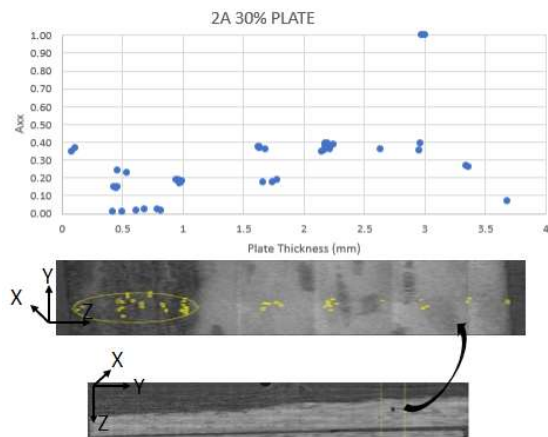 2A 30% PLATE
1.00
0.90
0.80
0.70
0.60
0.50
0.40
0.30
0.20
0.10
0.00
Axx
0 0.5 1 1.5 2 2.5 3 3.5 4
Plate Thickness (mm)
Y
X
Z
X
Y
Z